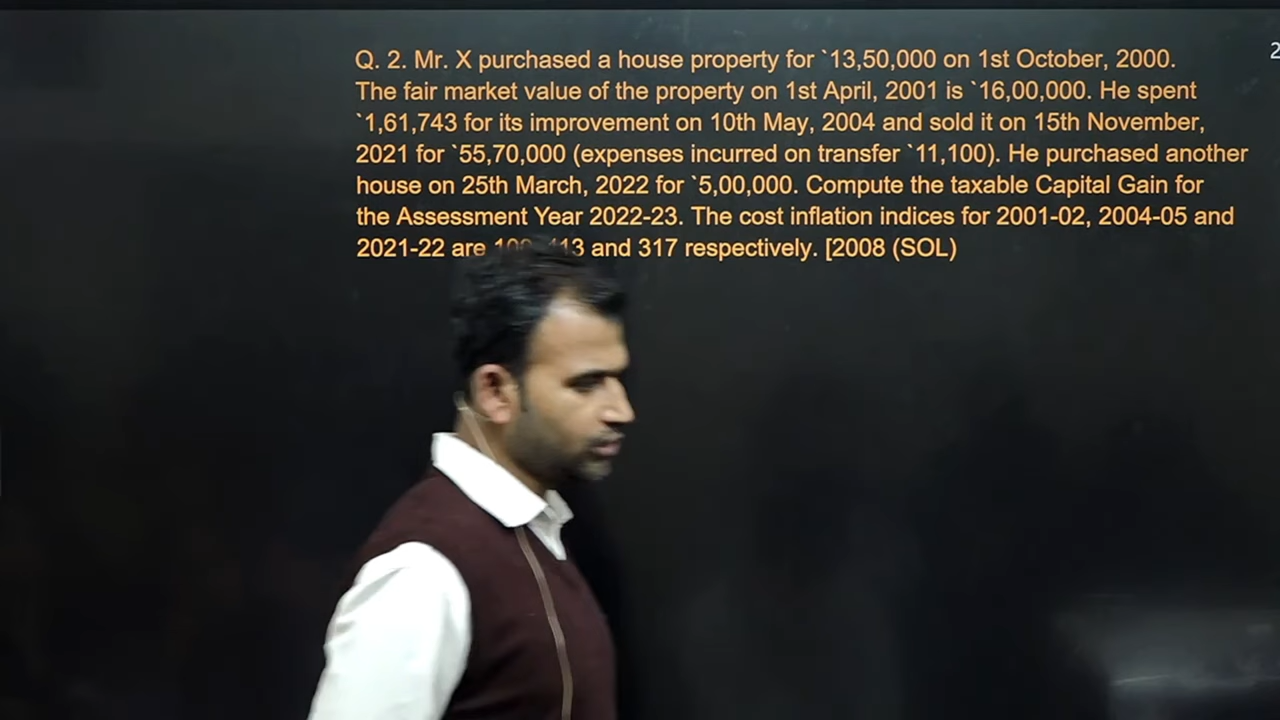 Q. 2. Mr. X purchased a house property for `13,50,000 on 1st October, 2000.
The fair market value of the property on 1st April, 2001 is `16,00,000. He spent
`1,61,743 for its improvement on 10th May, 2004 and sold it on 15th November,
2021 for `55,70,000 (expenses incurred on transfer `11,100). He purchased another
house on 25th March, 2022 for `5,00,000. Compute the taxable Capital Gain for
the Assessment Year 2022-23. The cost inflation indices for 2001-02, 2004-05 and
2021-22 are and 317 respectively. [2008 (SOL)
2